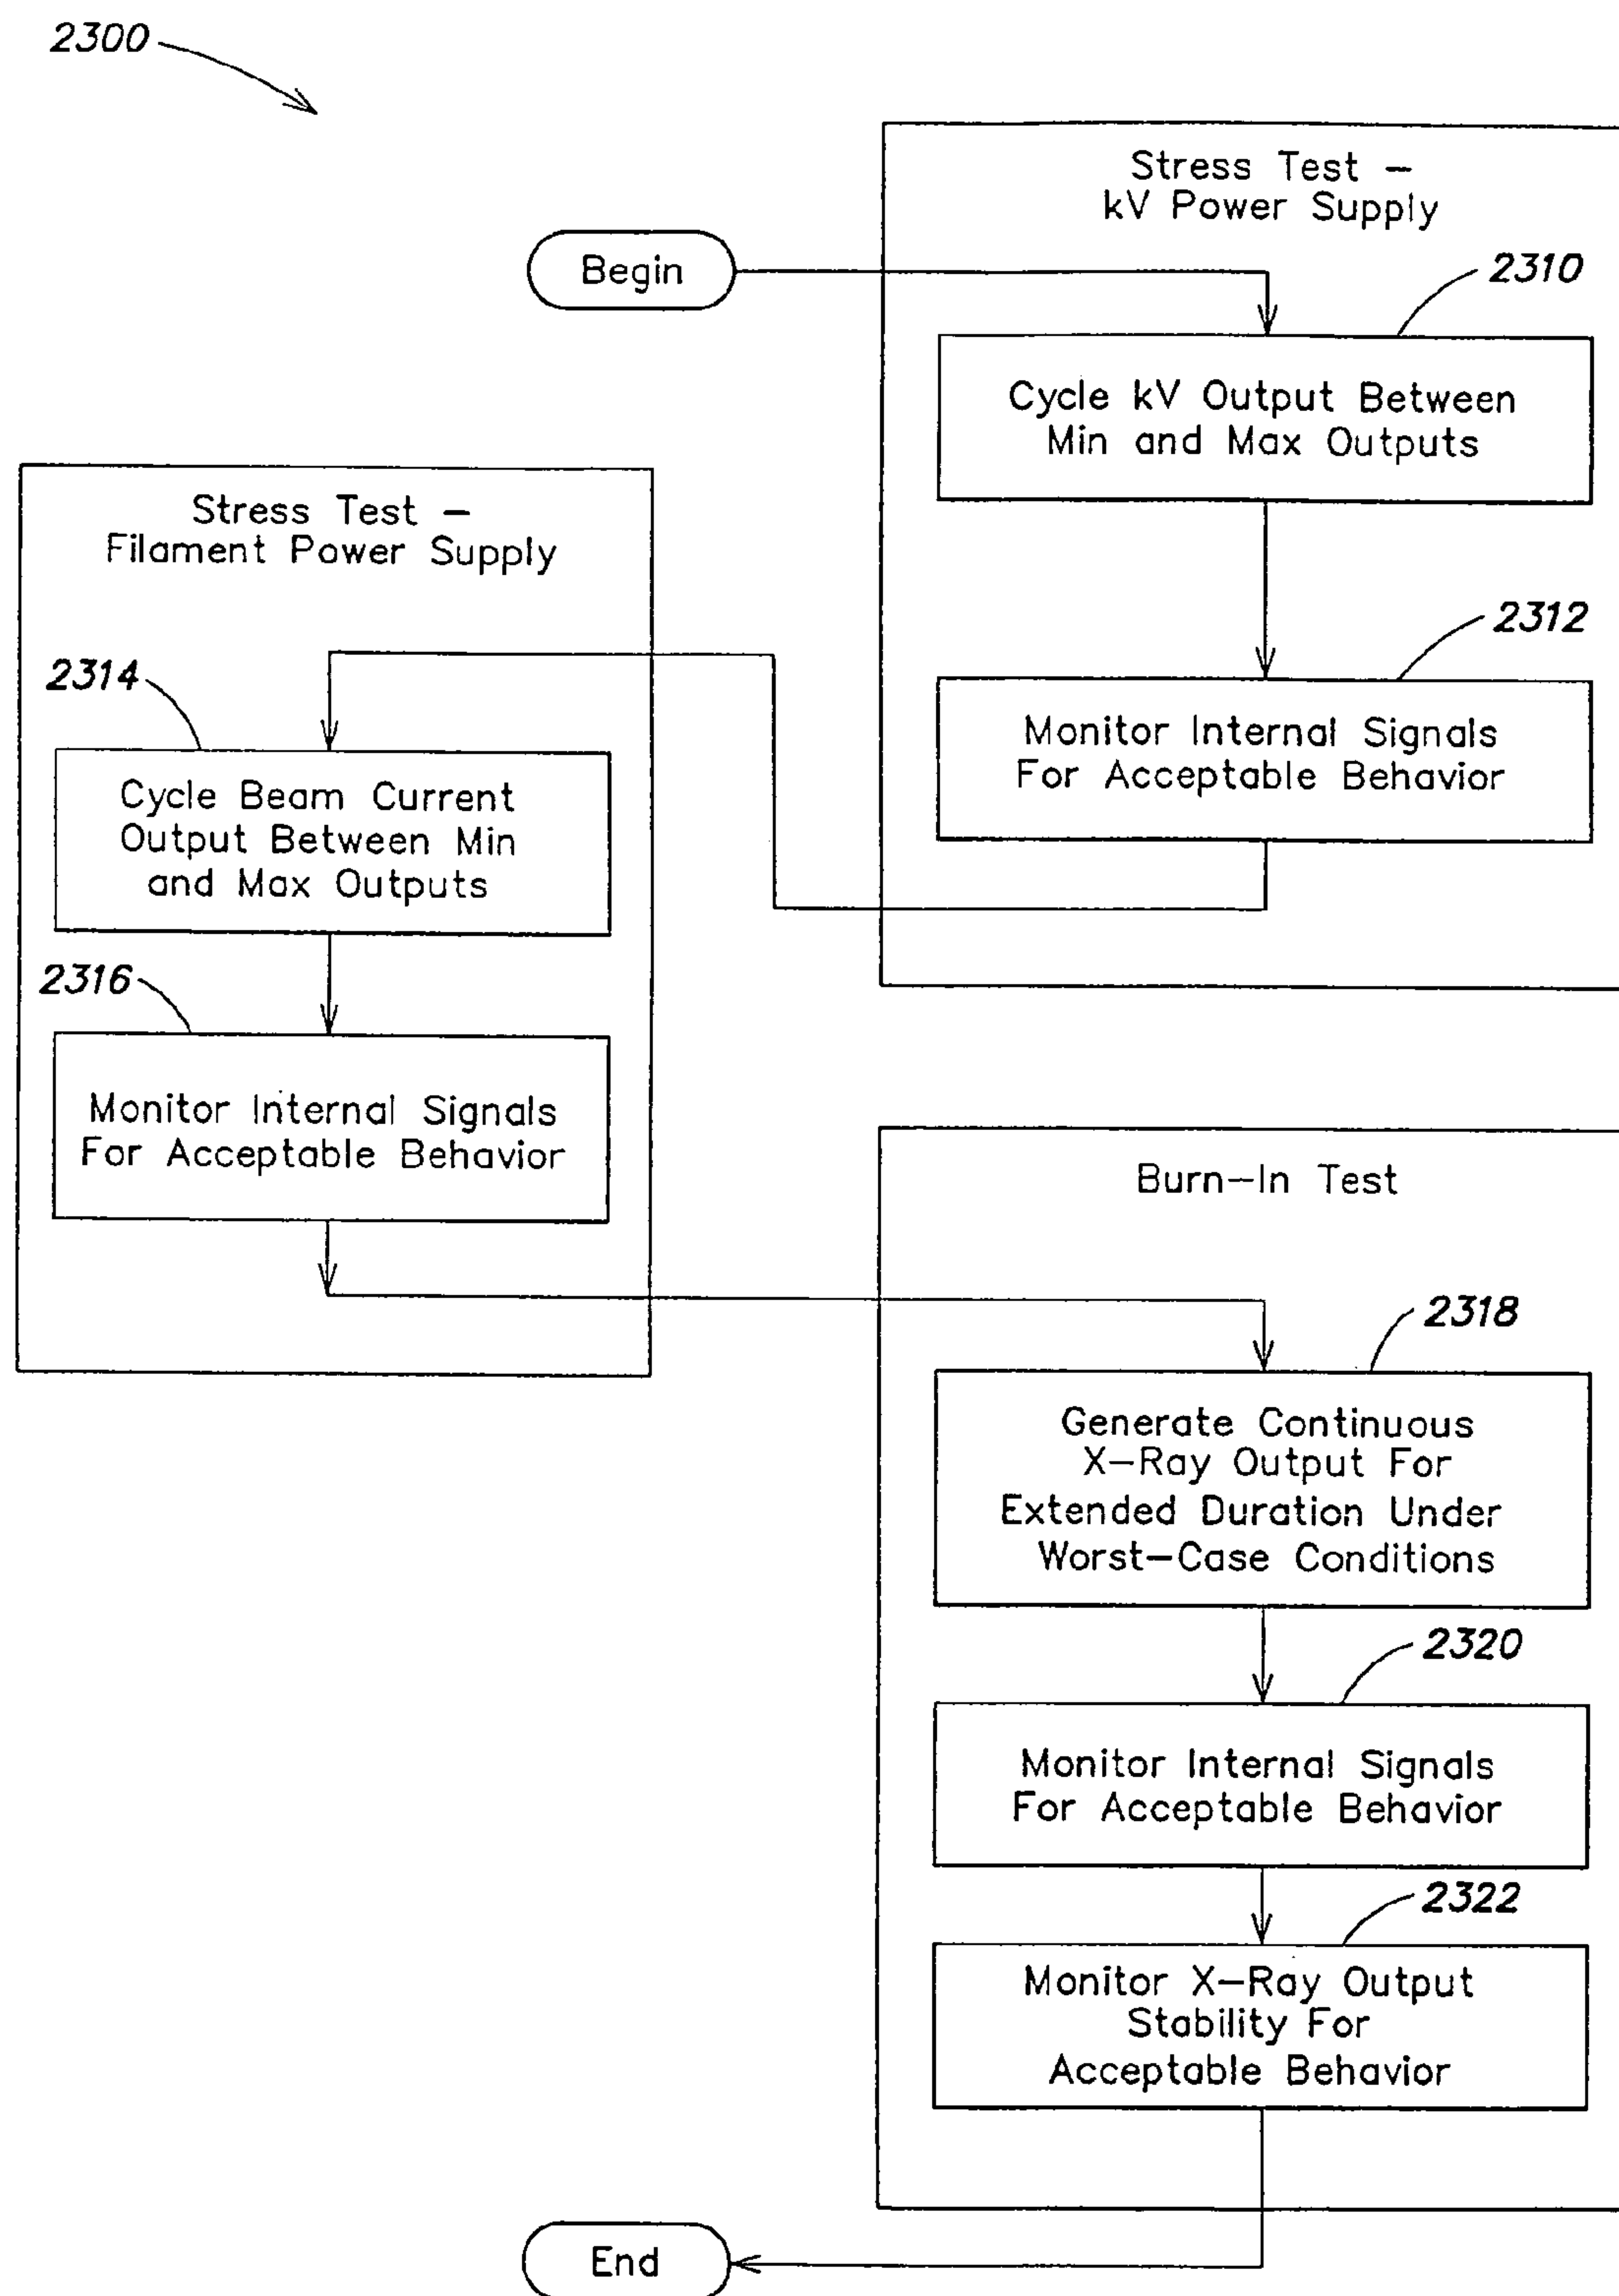 2300
Stress Test –
kV Power Supply
Begin
2310
Cycle kV Output Between
Min and Max Outputs
2312
Monitor Internal Signals
For Acceptable Behavior
Stress Test –
Filament Power Supply
2314
Cycle Beam Current
Output Between Min
and Max Outputs
2316
Monitor Internal Signals
For Acceptable Behavior
Burn–In Test
2318
Generate Continuous
X–Ray Output For
Extended Duration Under
Worst–Case Conditions
2320
Monitor Internal Signals
For Acceptable Behavior
2322
Monitor X–Ray Output
Stability For
Acceptable Behavior
End